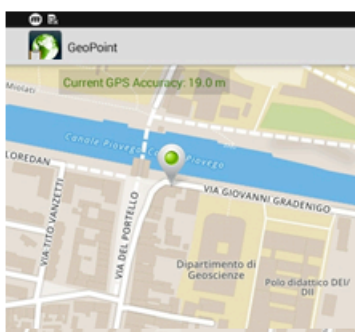 GeoPoint
Current GPS Accuracy: 19.0 m
Miolati
Canale Piovego
Piovego
LOREDAN
VIA GIOVANNI GRADENIGO
VIA TITO VANZETTI
VIA DEL PORTELLO
Dipartimento di
Geoscienze
Polo didattico DEI/
DII